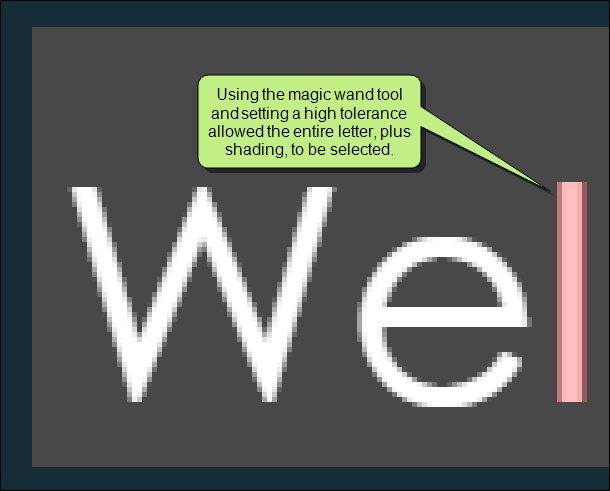 Using the magic wand tool
and setting a high tolerance
allowed the entire letter, plus
shading, to be selected.
Wel